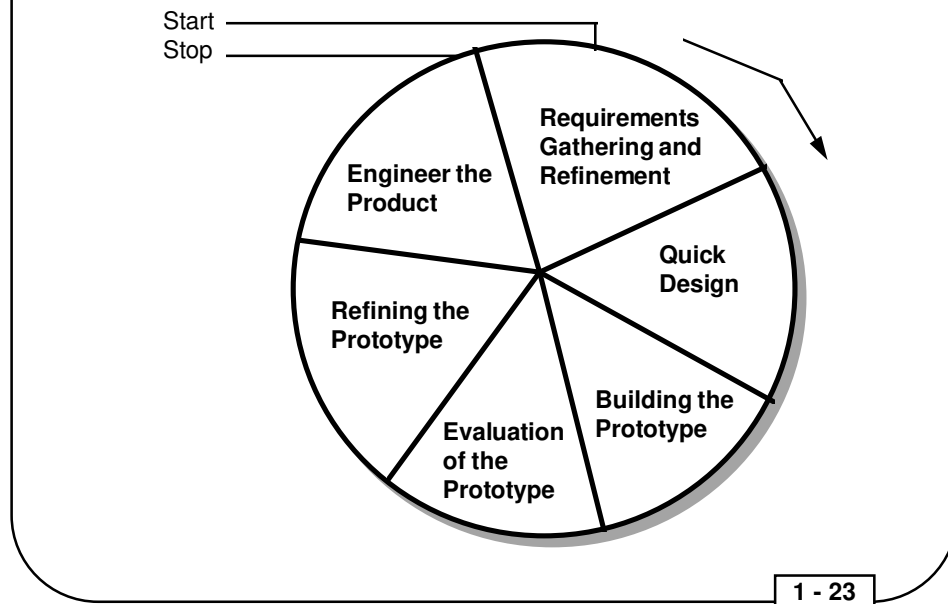 Start
Stop
Requirements
Gathering and
Refinement
Quick
Design
Building the
Prototype
Evaluation
of the
Prototype
Refining the
Prototype
Engineer the
Product
1 - 23